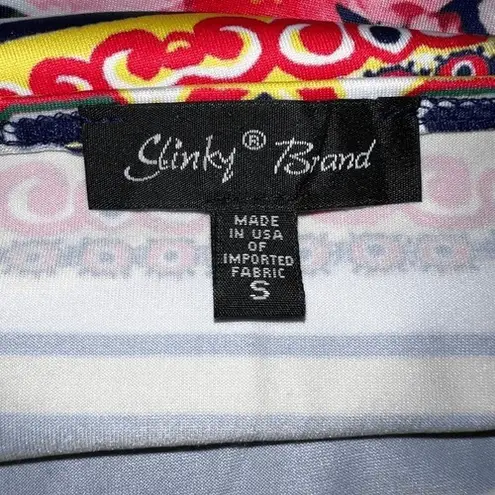 Slinky® Brand
MADE
IN USA
OF
IMPORTED
FABRIC
S